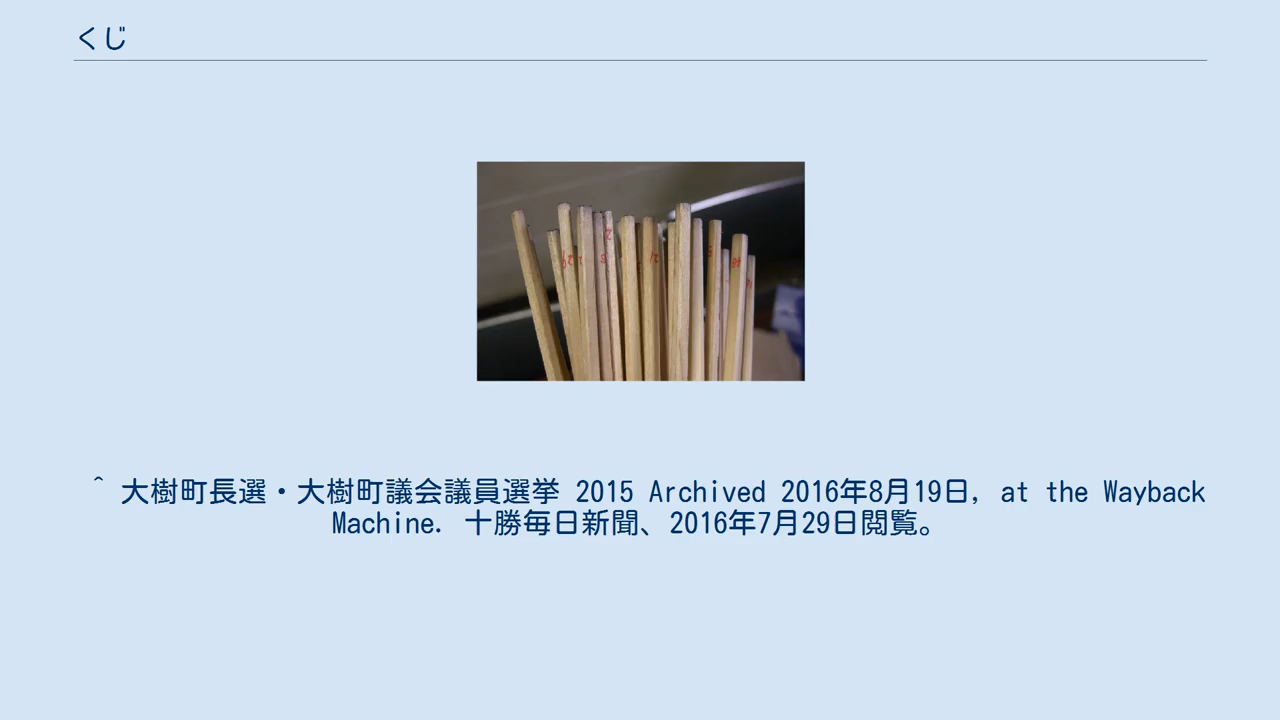 くじ
^ 大樹町長選・大樹町議会議員選挙 2015 Archived 2016年8月19日, at the Wayback
Machine. 十勝毎日新聞、2016年7月29日閲覧。